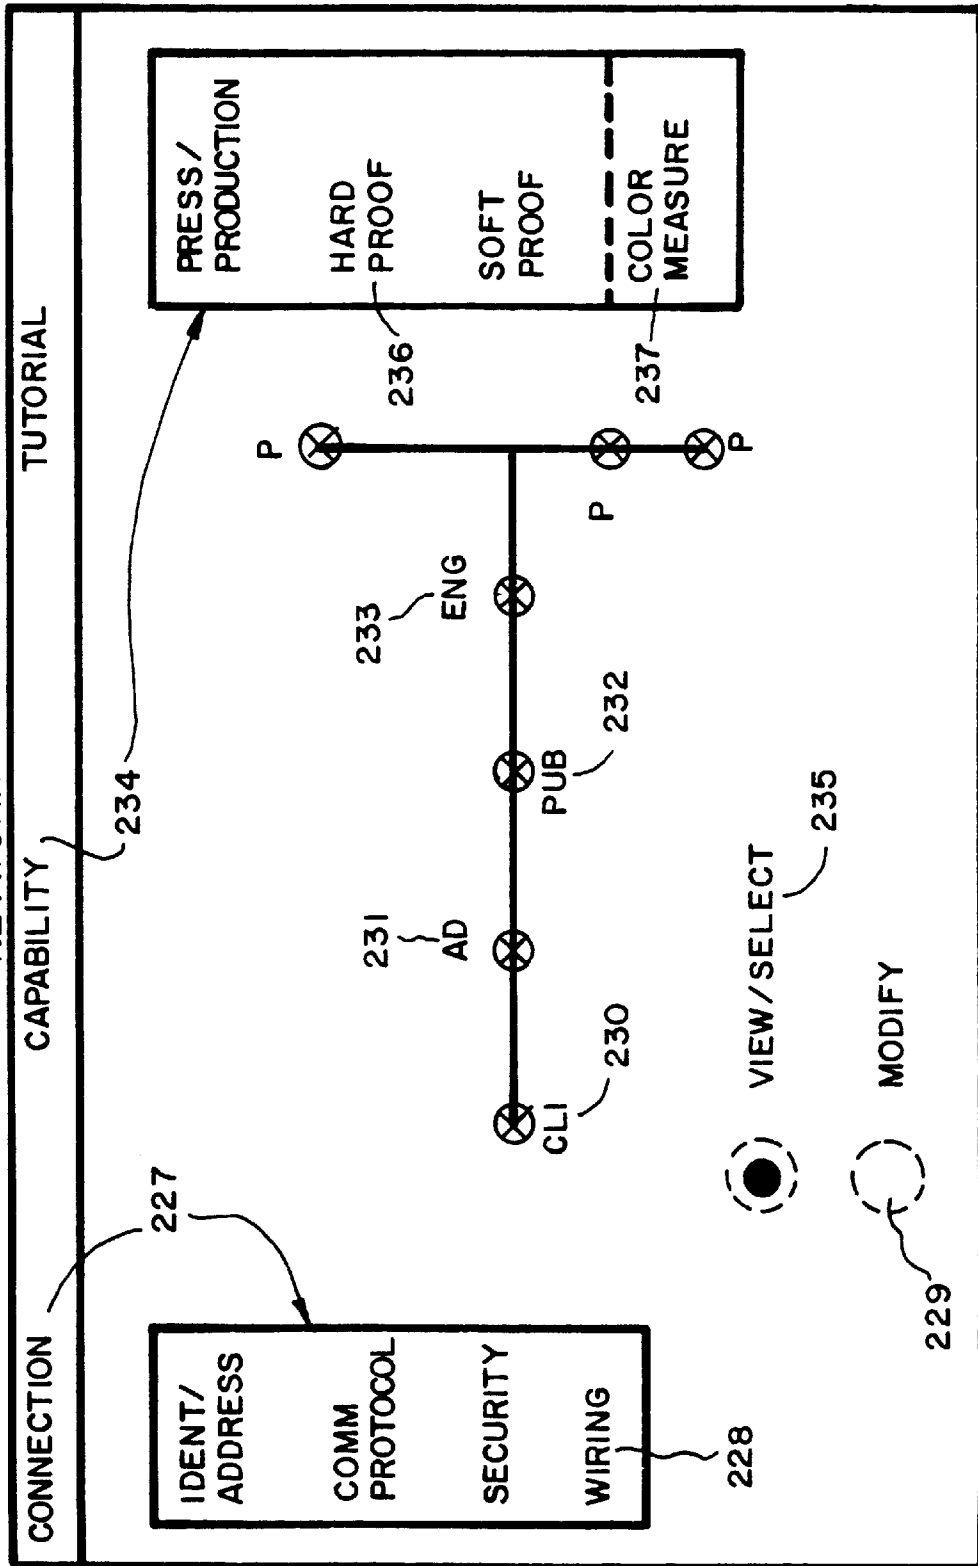 CONNECTION
CAPABILITY
TUTORIAL
227
234
IDENT/
ADDRESS
COMM
PROTOCOL
SECURITY
WIRING
228
CLI
230
231
AD
PUB
232
233
ENG
P
P
P
PRESS/
PRODUCTION
HARD
PROOF
236
SOFT
PROOF
COLOR
MEASURE
237
VIEW/SELECT
235
MODIFY
229